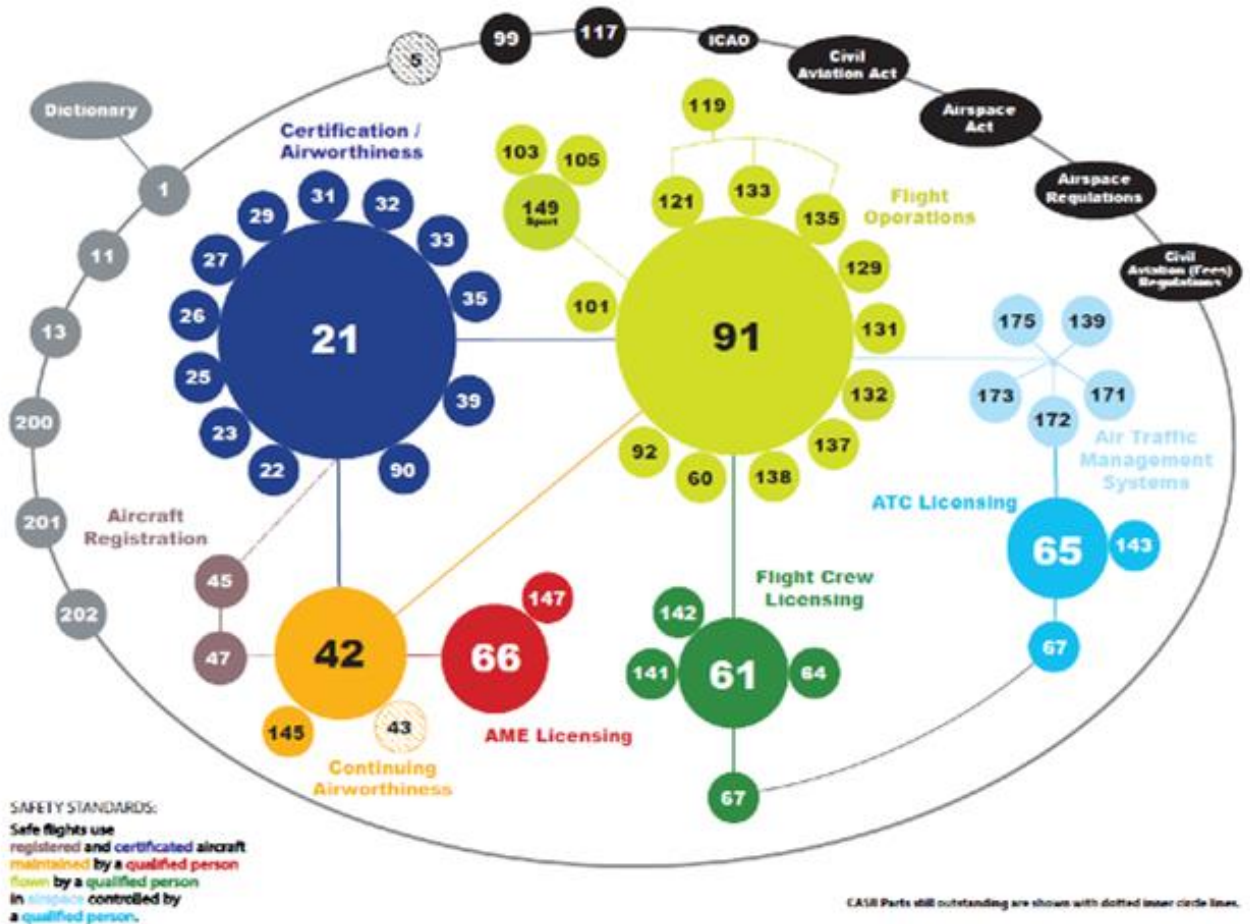 5
99
117
ICAO
Civil
Aviation Act
Airspace
Act
Airspace
Regulations
Civil
Aviation (Fees)
Regulations
Dictionary
1
11
13
200
201
202
Certification /
Airworthiness
31
32
29
33
27
35
26
21
25
39
23
22
90
103
105
149
Sport
101
119
121
133
135
Flight
Oporations
129
91
131
132
92
60
138
137
175
139
173
171
172
Air Traffic
Management
Systems
ATC Licensing
65
143
67
Aircraft
Registration
45
47
42
145
43
Continuing
Airworthiness
147
66
AME Licensing
Flight Crew
Licensing
142
141
61
64
67
SAFETY STANDARDS:
Safe flights use
registered and certificated aircraft
maintained by a qualified person
flown by a qualified person
in airspace controlled by
a qualified person.
CASR Parts still outstanding are shown with dotted inner circle lines.